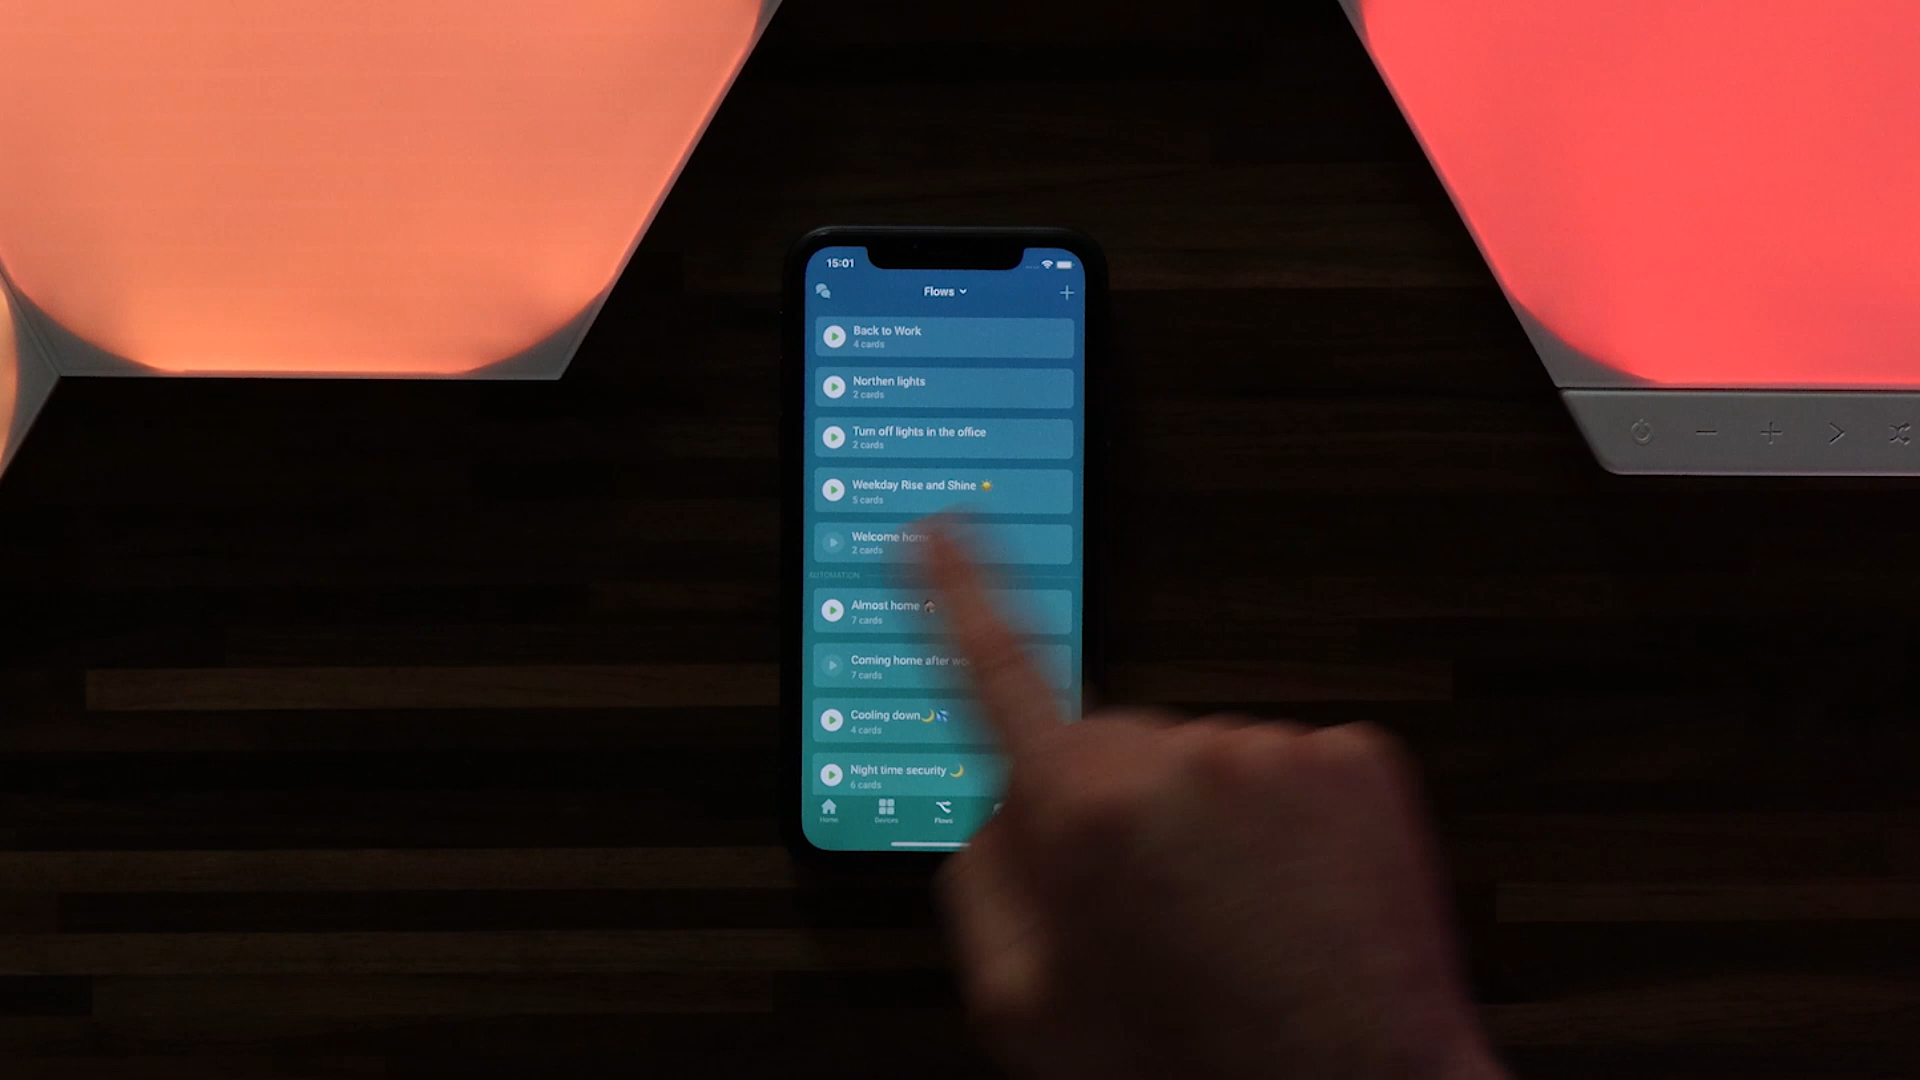 15:01
Flows
Back to Work
4 cards
Northen lights
2 cards
Turn off lights in the office
2 cards
Weekday Rise and Shine ☀️
5 cards
Welcome home
2 cards
AUTOMATION
Almost home 🏠
7 cards
Coming home after
7 cards
Cooling down🌙💦
4 cards
Night time security 🌙
6 cards
Home
Devices
Flows